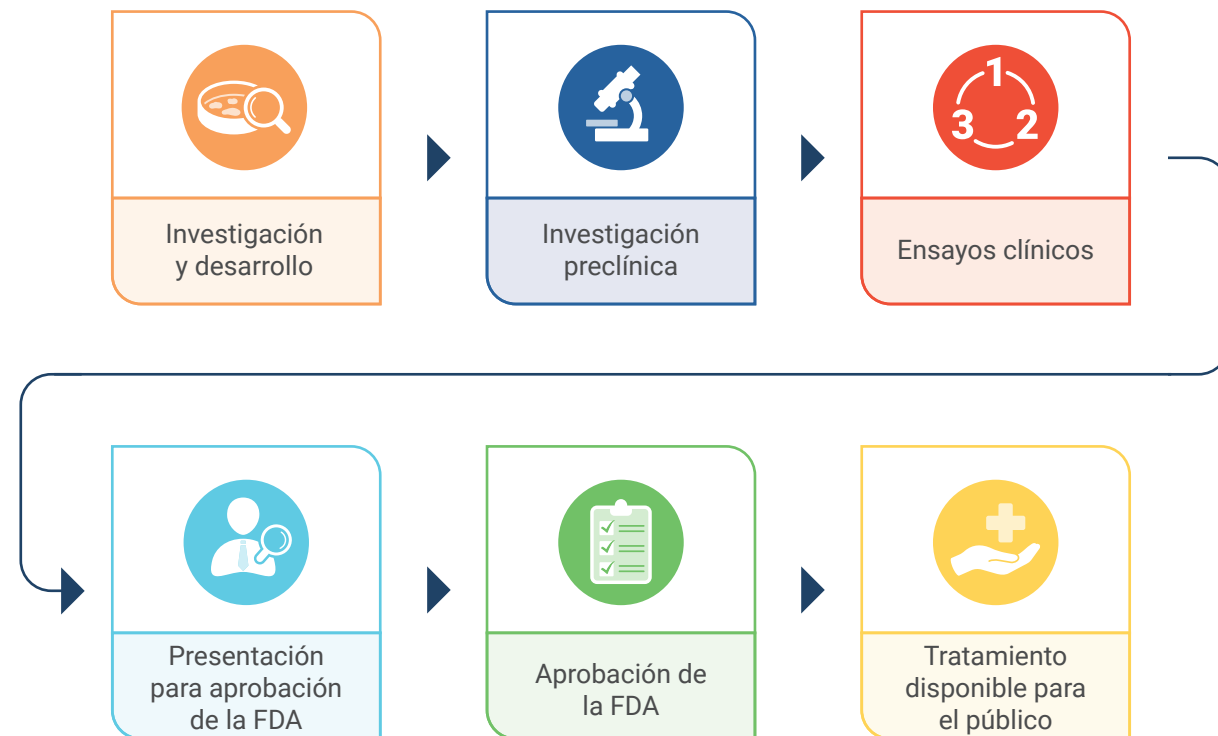 1
3 2
Investigación
y desarrollo
Investigación
preclínica
Ensayos clínicos
Presentación
para aprobación
de la FDA
Aprobación de
la FDA
Tratamiento
disponible para
el público